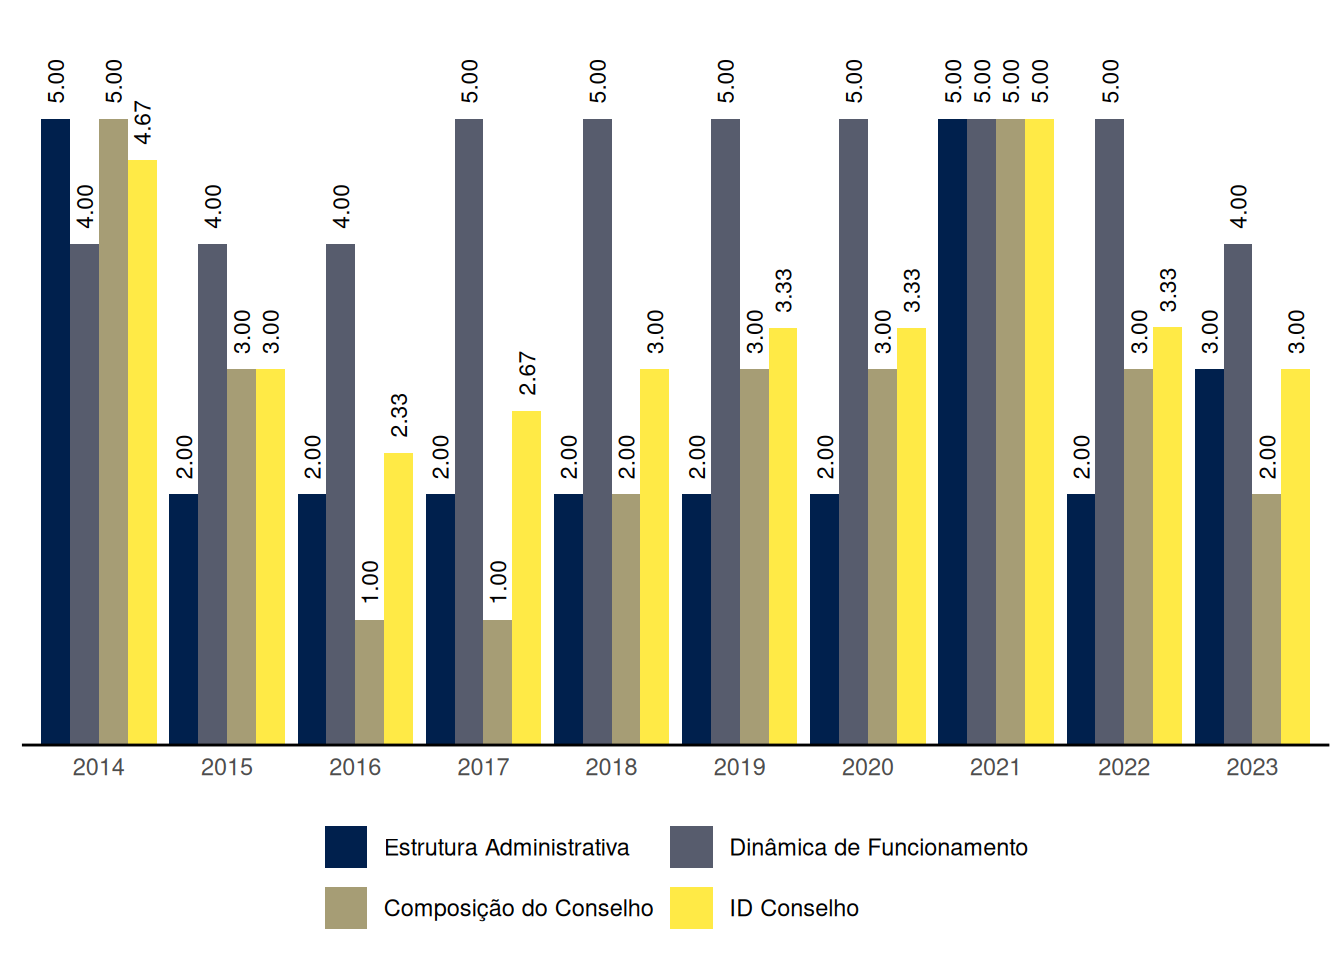 5.00 4.00 5.00 4.67
2.00 4.00 3.00 3.00
2.00 4.00 1.00 2.33
2.00 5.00 1.00 2.67
2.00 5.00 2.00 3.00
2.00 5.00 3.00 3.33
2.00 5.00 3.00 3.33
5.00 5.00 5.00 5.00
2.00 5.00 3.00 3.33
3.00 4.00 2.00 3.00
2014 2015 2016 2017 2018 2019 2020 2021 2022 2023
Estrutura Administrativa Dinâmica de Funcionamento
Composição do Conselho ID Conselho